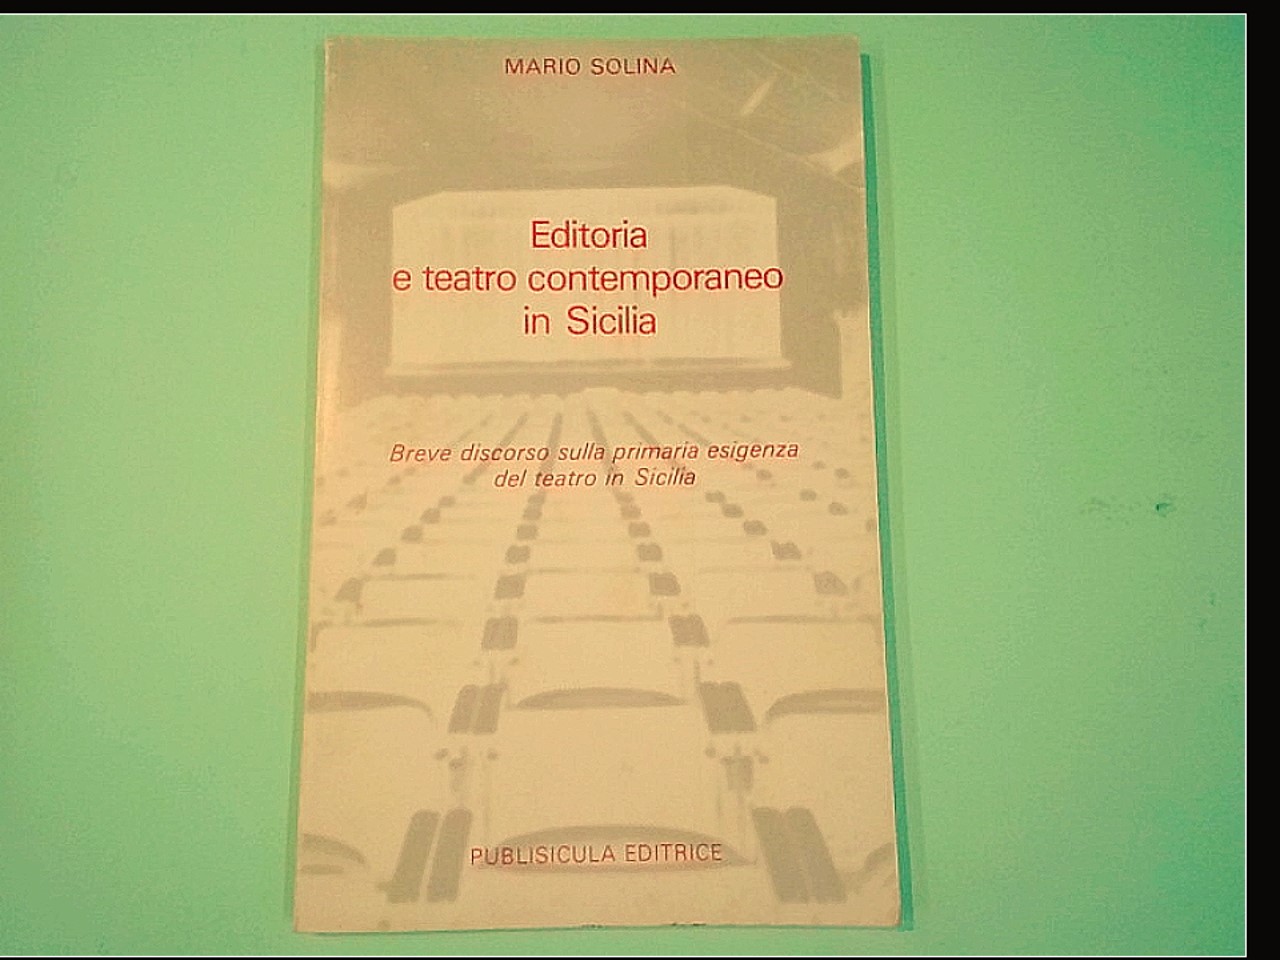 MARIO SOLINA
Editoria
e teatro contemporaneo
in Sicilia
Breve discorso sulla primaria esigenza
del teatro in Sicilia
PUBLISICULA EDITRICE